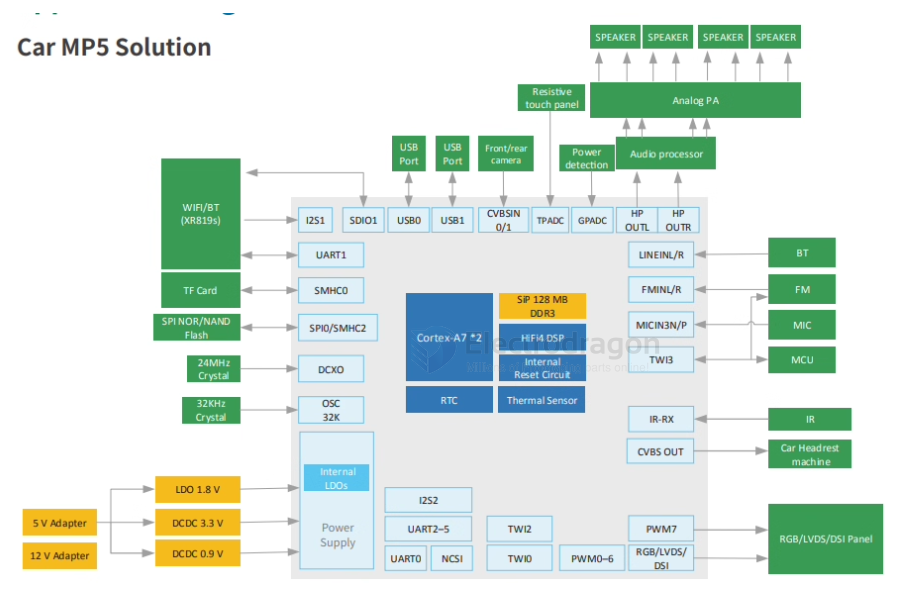 Car MP5 Solution
SPEAKER
SPEAKER
SPEAKER
SPEAKER
Resistive
touch panel
Analog PA
USB
Port
USB
Port
Front/rear
camera
Power
detection
Audio processor
WIFI/BT
(XR819s)
I2S1
SDIO1
USB0
USB1
CVBSIN
0/1
TPADC
GPADC
HP
OUTL
HP
OUTR
UART1
LINEINL/R
BT
TF Card
SMHC0
FMINL/R
FM
SPI NOR/NAND
Flash
SPI0/SMHC2
Cortex-A7 *2
SiP 128 MB
DDR3
HiFi4 DSP
Internal
Reset Circuit
RTC
Thermal Sensor
Electrodragon
MICIN3N/P
MIC
24MHz
Crystal
DCXO
TWI3
MCU
32KHz
Crystal
OSC
32K
IR-RX
IR
CVBS OUT
Car Headrest
machine
Internal
LDOs
Power
Supply
5 V Adapter
12 V Adapter
LDO 1.8 V
DCDC 3.3 V
DCDC 0.9 V
I2S2
UART2–5
UART0
NCSI
TWI2
TWI0
PWM0–6
PWM7
RGB/LVDS/
DSI
RGB/LVDS/DSI Panel